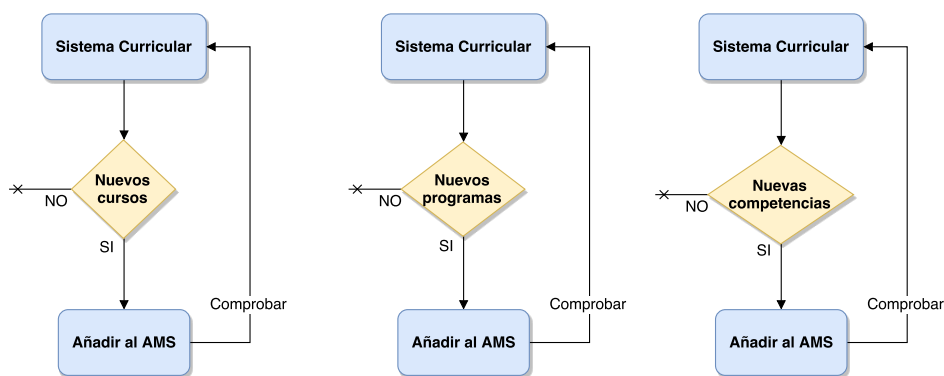 Sistema Curricular
Nuevos
cursos
NO
SI
Comprobar
Añadir al AMS
Sistema Curricular
Nuevos
programas
NO
SI
Comprobar
Añadir al AMS
Sistema Curricular
Nuevas
competencias
NO
SI
Comprobar
Añadir al AMS